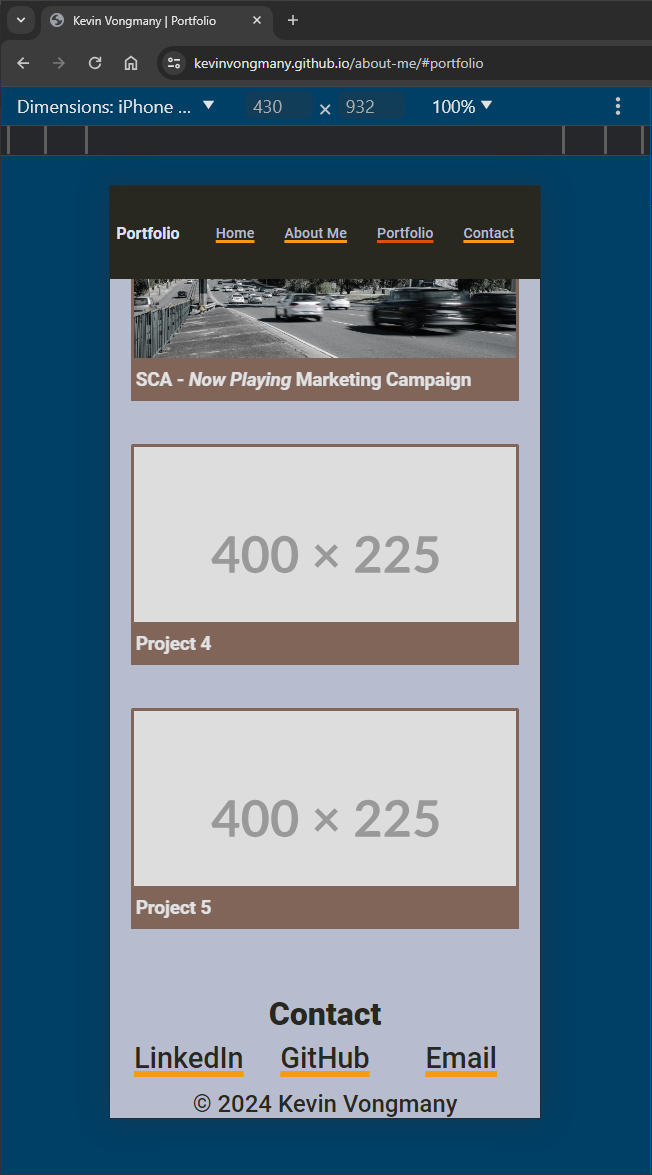 Kevin Vongmany | Portfolio
kevinvongmany.github.io/about-me/#portfolio
Dimensions: iPhone ... 430 × 932 100%
Portfolio Home About Me Portfolio Contact
SCA - Now Playing Marketing Campaign
400 × 225
Project 4
400 × 225
Project 5
Contact
LinkedIn GitHub Email
© 2024 Kevin Vongmany